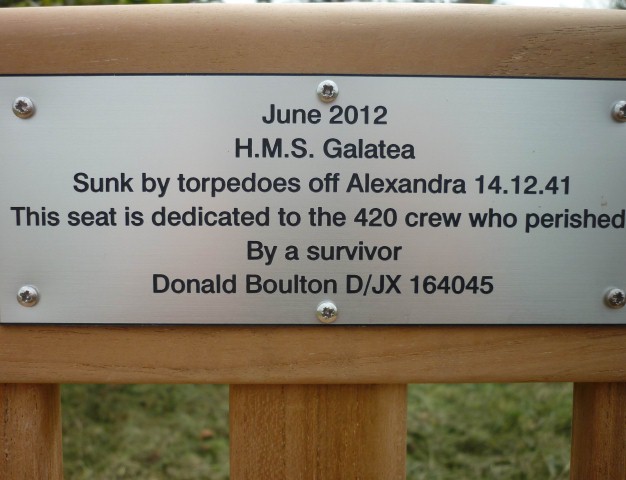 June 2012
H.M.S. Galatea
Sunk by torpedoes off Alexandra 14.12.41
This seat is dedicated to the 420 crew who perished
By a survivor
Donald Boulton D/JX 164045